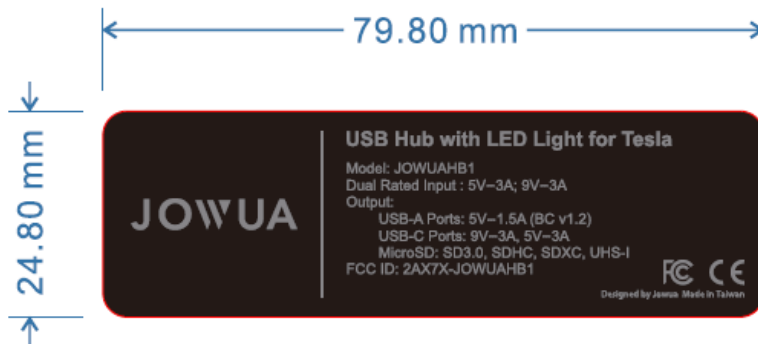 79.80 mm
24.80 mm
JOWUA
USB Hub with LED Light for Tesla
Model: JOWUAHB1
Dual Rated Input : 5V⎓3A; 9V⎓3A
Output:
USB-A Ports: 5V⎓1.5A (BC v1.2)
USB-C Ports: 9V⎓3A, 5V⎓3A
MicroSD: SD3.0, SDHC, SDXC, UHS-I
FCC ID: 2AX7X-JOWUAHB1
FC CE
Designed by Jowua Made in Taiwan